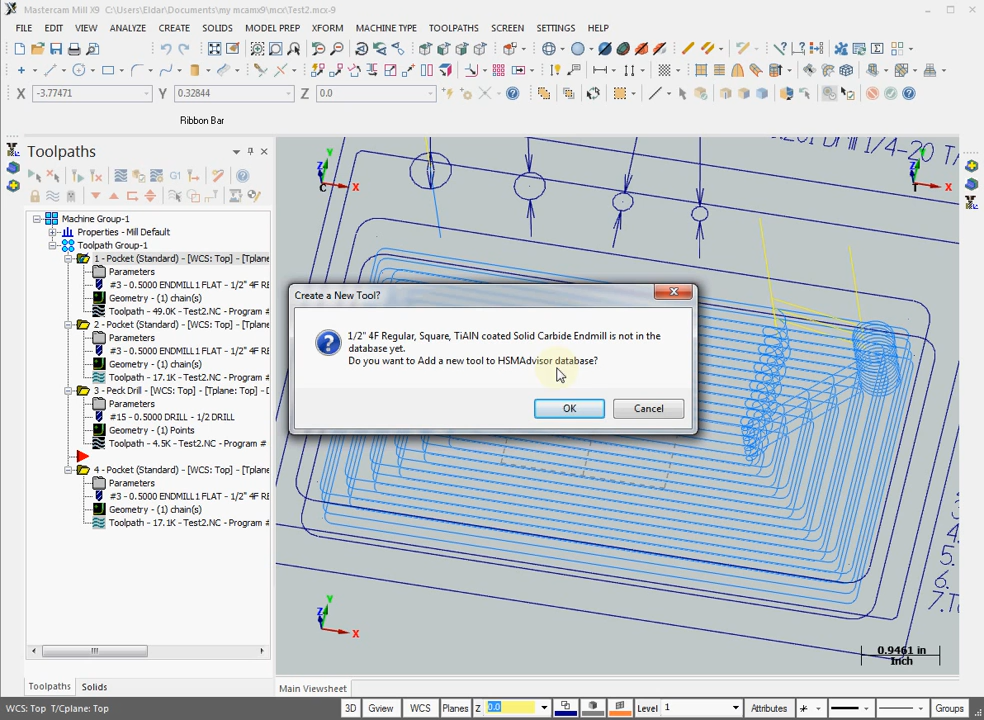 Mastercam Mill X9 C:\Users\Eldar\Documents\my mcamx9\mcx\Test2.mcx-9
FILE EDIT VIEW ANALYZE CREATE SOLIDS MODEL PREP XFORM MACHINE TYPE TOOLPATHS SCREEN SETTINGS HELP
X -3.77471 Y 0.32844 Z 0.0
Ribbon Bar
Toolpaths
G1
Machine Group-1
Properties - Mill Default
Toolpath Group-1
1 - Pocket (Standard) - [WCS: Top] - [Tplane
Parameters
#3 - 0.5000 ENDMILL1 FLAT - 1/2" 4F RE
Geometry - (1) chain(s)
Toolpath - 49.0K - Test2.NC - Program #
2 - Pocket (Standard) - [WCS: Top] - [Tplane
Parameters
#3 - 0.5000 ENDMILL1 FLAT - 1/2" 4F RE
Geometry - (1) chain(s)
Toolpath - 17.1K - Test2.NC - Program #
3 - Peck Drill - [WCS: Top] - [Tplane: Top] - D
Parameters
#15 - 0.5000 DRILL - 1/2 DRILL
Geometry - (1) Points
Toolpath - 4.5K - Test2.NC - Program #
4 - Pocket (Standard) - [WCS: Top] - [Tplane
Parameters
#3 - 0.5000 ENDMILL1 FLAT - 1/2" 4F RE
Geometry - (1) chain(s)
Toolpath - 17.1K - Test2.NC - Program #
Toolpaths Solids
Y
Z
C X
Y
Z
T X
.201 Drill 1/4-20 T
Create a New Tool?
1/2" 4F Regular, Square, TiAlN coated Solid Carbide Endmill is not in the
database yet.
Do you want to Add a new tool to HSMAdvisor database?
OK Cancel
4.
5.
6.
7.To
Y
Z
X
0.9461 in
Inch
Main Viewsheet
WCS: Top T/Cplane: Top 3D Gview WCS Planes Z 0.0 Level 1 Attributes Groups